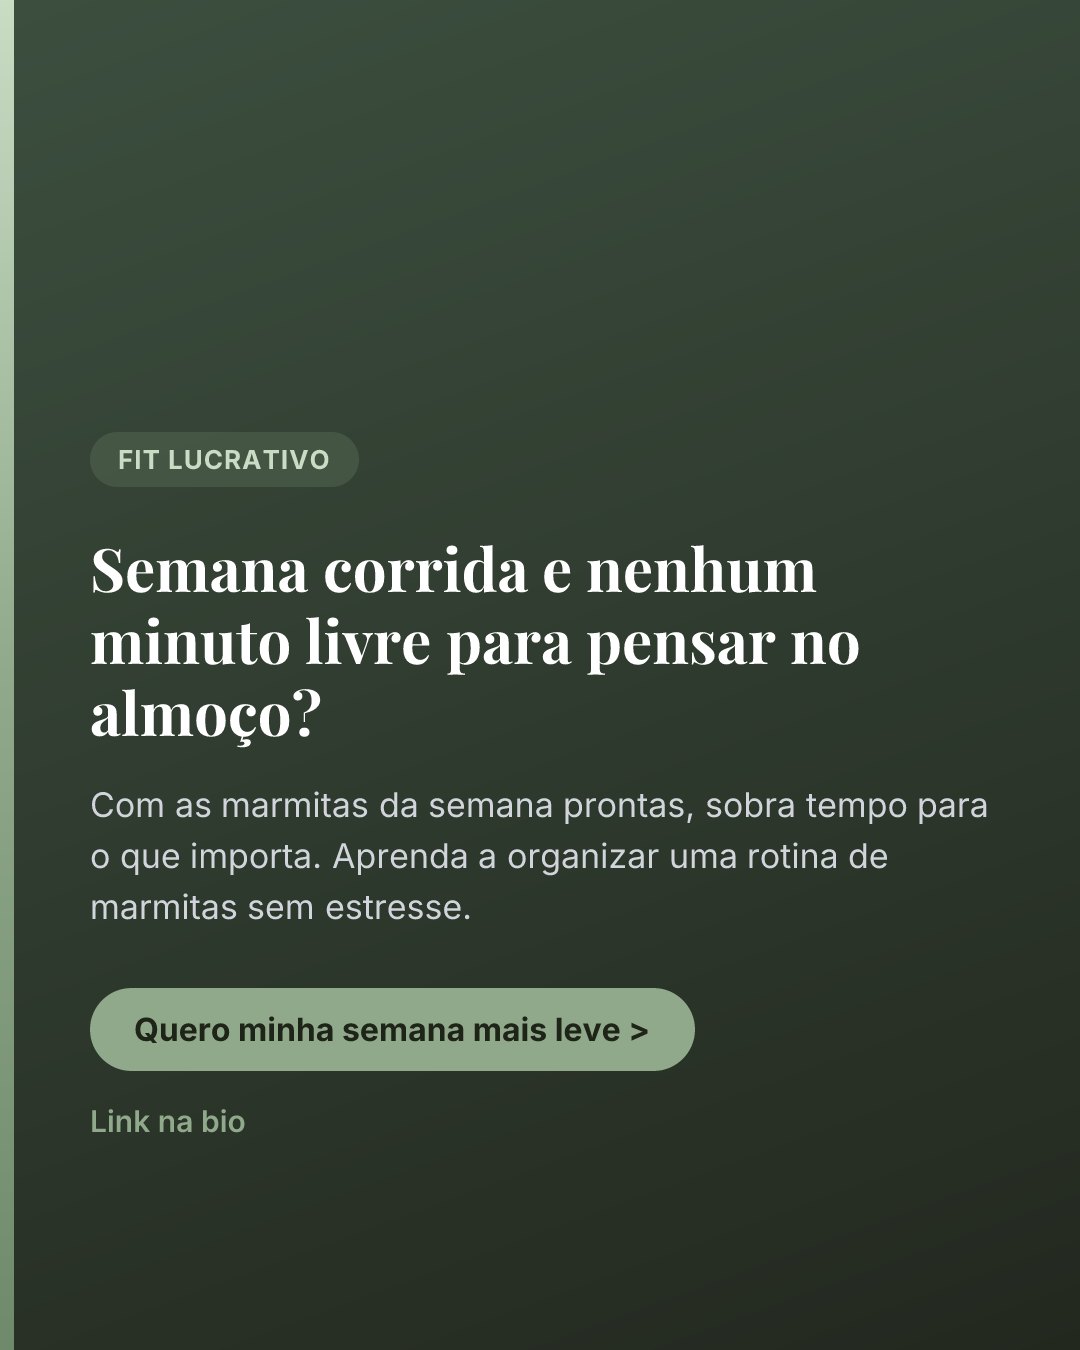 FIT LUCRATIVO
Semana corrida e nenhum
minuto livre para pensar no
almoço?
Com as marmitas da semana prontas, sobra tempo para
o que importa. Aprenda a organizar uma rotina de
marmitas sem estresse.
Quero minha semana mais leve >
Link na bio